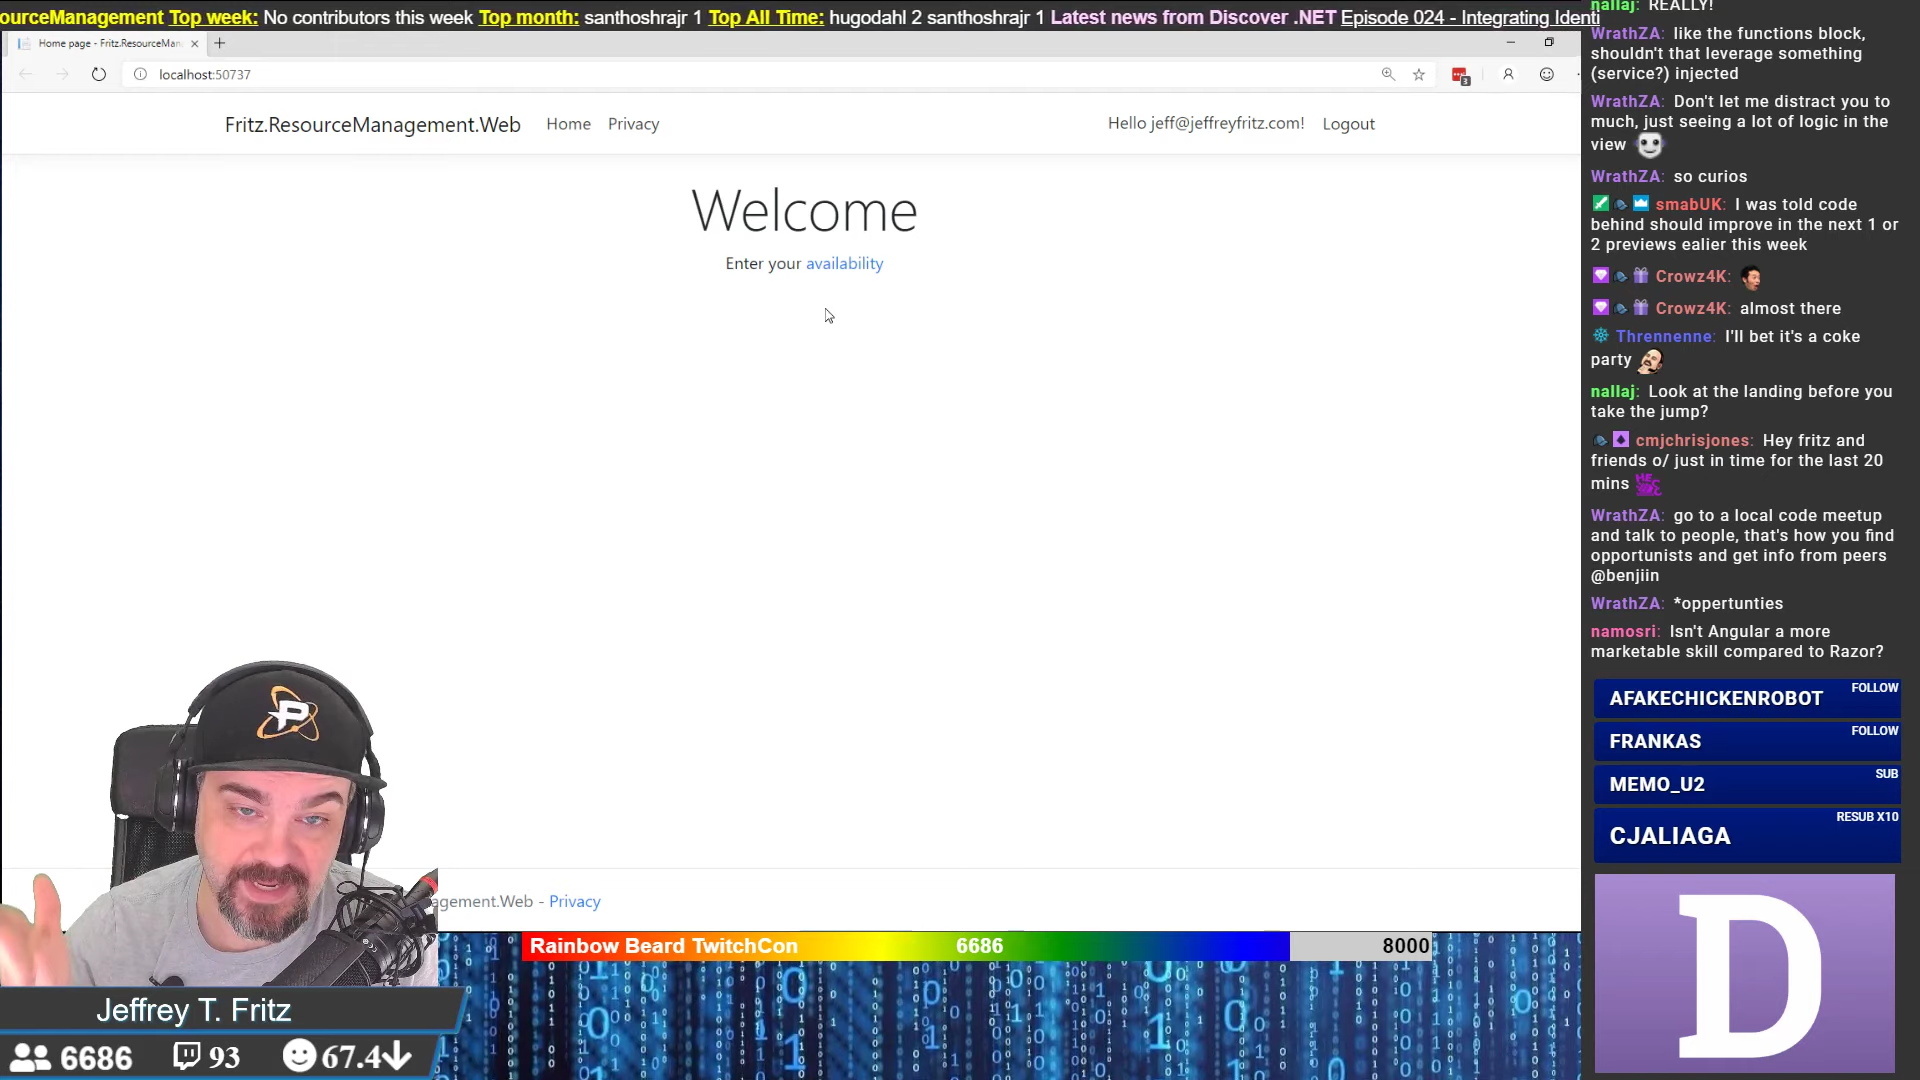 ourceManagement Top week: No contributors this week Top month: santhoshrajr 1 Top All Time: hugodahl 2 santhoshrajr 1 Latest news from Discover .NET Episode 024 - Integrating Identi
Home page - Fritz.ResourceMan
localhost:50737
3
Fritz.ResourceManagement.Web Home Privacy Hello jeff@jeffreyfritz.com! Logout
Welcome
Enter your availability
agement.Web - Privacy
Rainbow Beard TwitchCon 6686 8000
Jeffrey T. Fritz
6686 93 67.4
nallaj: REALLY!
WrathZA: like the functions block,
shouldn't that leverage something
(service?) injected
WrathZA: Don't let me distract you to
much, just seeing a lot of logic in the
view
WrathZA: so curios
smabUK: I was told code
behind should improve in the next 1 or
2 previews ealier this week
Crowz4K:
Crowz4K: almost there
Thrennenne: I'll bet it's a coke
party
nallaj: Look at the landing before you
take the jump?
cmjchrisjones: Hey fritz and
friends o/ just in time for the last 20
mins
WrathZA: go to a local code meetup
and talk to people, that's how you find
opportunists and get info from peers
@benjiin
WrathZA: *oppertunties
namosri: Isn't Angular a more
marketable skill compared to Razor?
AFAKECHICKENROBOT FOLLOW
FRANKAS FOLLOW
MEMO_U2 SUB
CJALIAGA RESUB X10
D